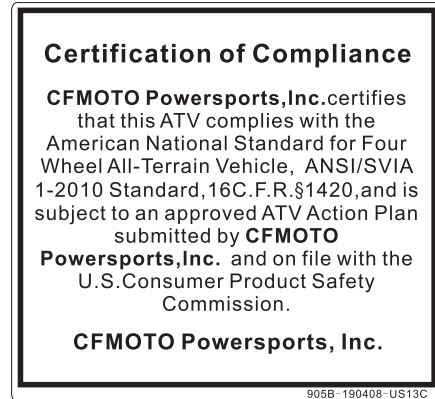 Certification of Compliance
CFMOTO Powersports,Inc.certifies
that this ATV complies with the
American National Standard for Four
Wheel All-Terrain Vehicle, ANSI/SVIA
1-2010 Standard,16C.F.R.§1420,and is
subject to an approved ATV Action Plan
submitted by CFMOTO
Powersports,Inc. and on file with the
U.S.Consumer Product Safety
Commission.
CFMOTO Powersports, Inc.
905B-190408-US13C